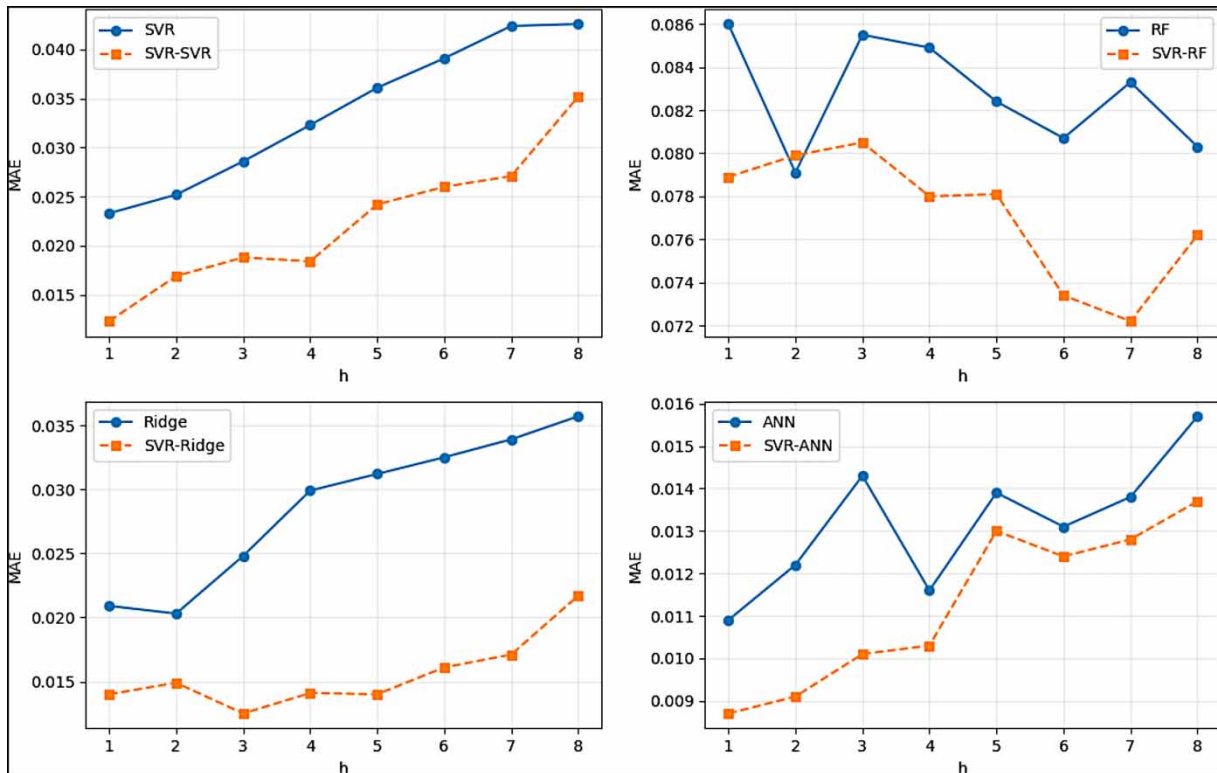 SVR
SVR-SVR
0.040
0.035
0.030
0.025
0.020
0.015
MAE
1 2 3 4 5 6 7 8
h
RF
SVR-RF
0.086
0.084
0.082
0.080
0.078
0.076
0.074
0.072
MAE
1 2 3 4 5 6 7 8
h
Ridge
SVR-Ridge
0.035
0.030
0.025
0.020
0.015
MAE
1 2 3 4 5 6 7 8
h
ANN
SVR-ANN
0.016
0.015
0.014
0.013
0.012
0.011
0.010
0.009
MAE
1 2 3 4 5 6 7 8
h